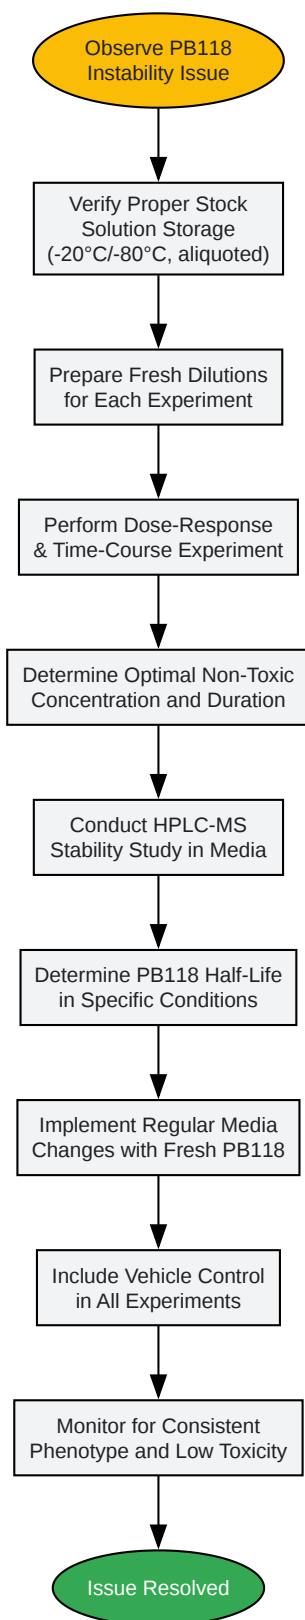 Observe PB118
Instability Issue
Verify Proper Stock
Solution Storage
(-20°C/-80°C, aliquoted)
Prepare Fresh Dilutions
for Each Experiment
Perform Dose-Response
& Time-Course Experiment
Determine Optimal Non-Toxic
Concentration and Duration
Conduct HPLC-MS
Stability Study in Media
Determine PB118 Half-Life
in Specific Conditions
Implement Regular Media
Changes with Fresh PB118
Include Vehicle Control
in All Experiments
Monitor for Consistent
Phenotype and Low Toxicity
Issue Resolved